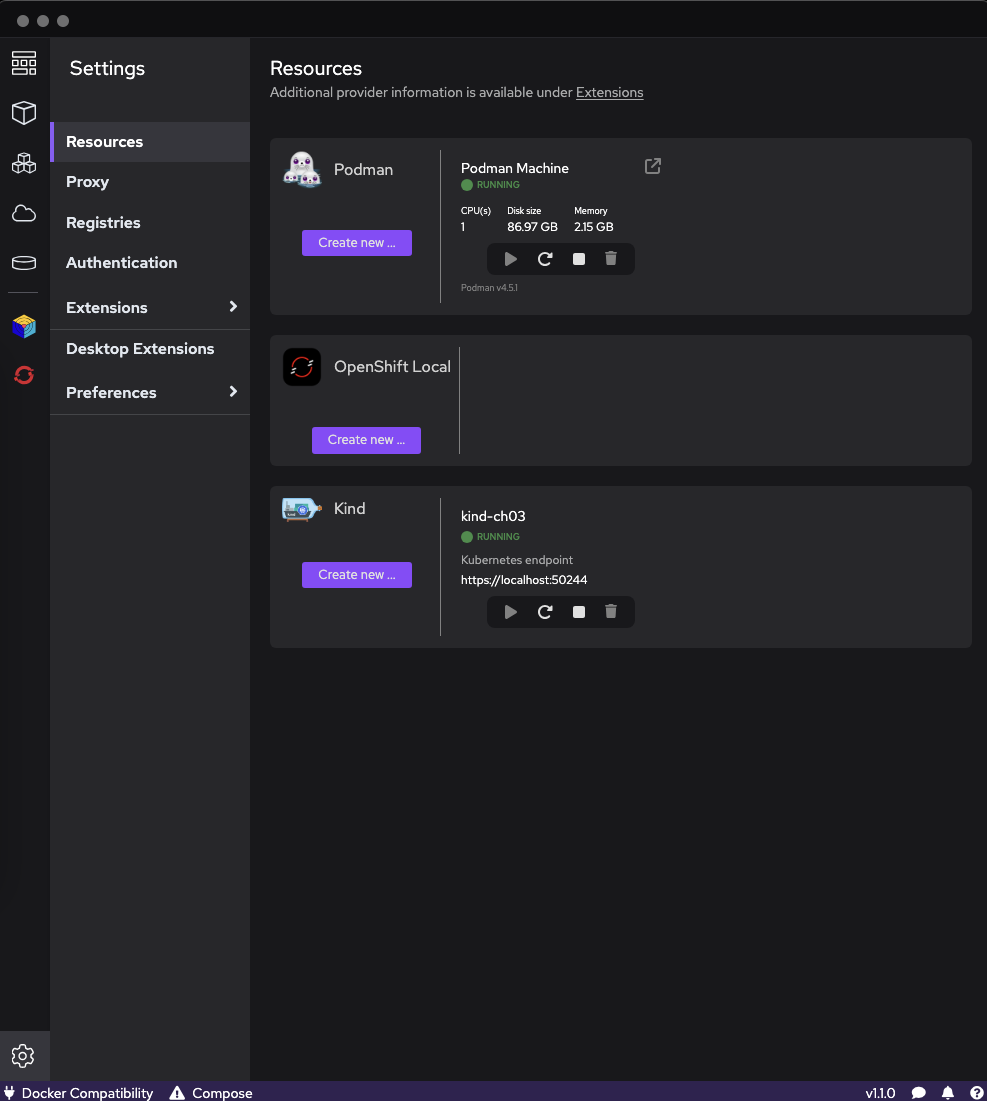 Settings
Resources
Proxy
Registries
Authentication
Extensions
Desktop Extensions
Preferences
Resources
Additional provider information is available under Extensions
Podman
Create new ...
Podman Machine
RUNNING
CPU(s) Disk size Memory
1 86.97 GB 2.15 GB
Podman v4.5.1
OpenShift Local
Create new ...
Kind
Create new ...
kind-ch03
RUNNING
Kubernetes endpoint
https://localhost:50244
Docker Compatibility Compose v1.1.0